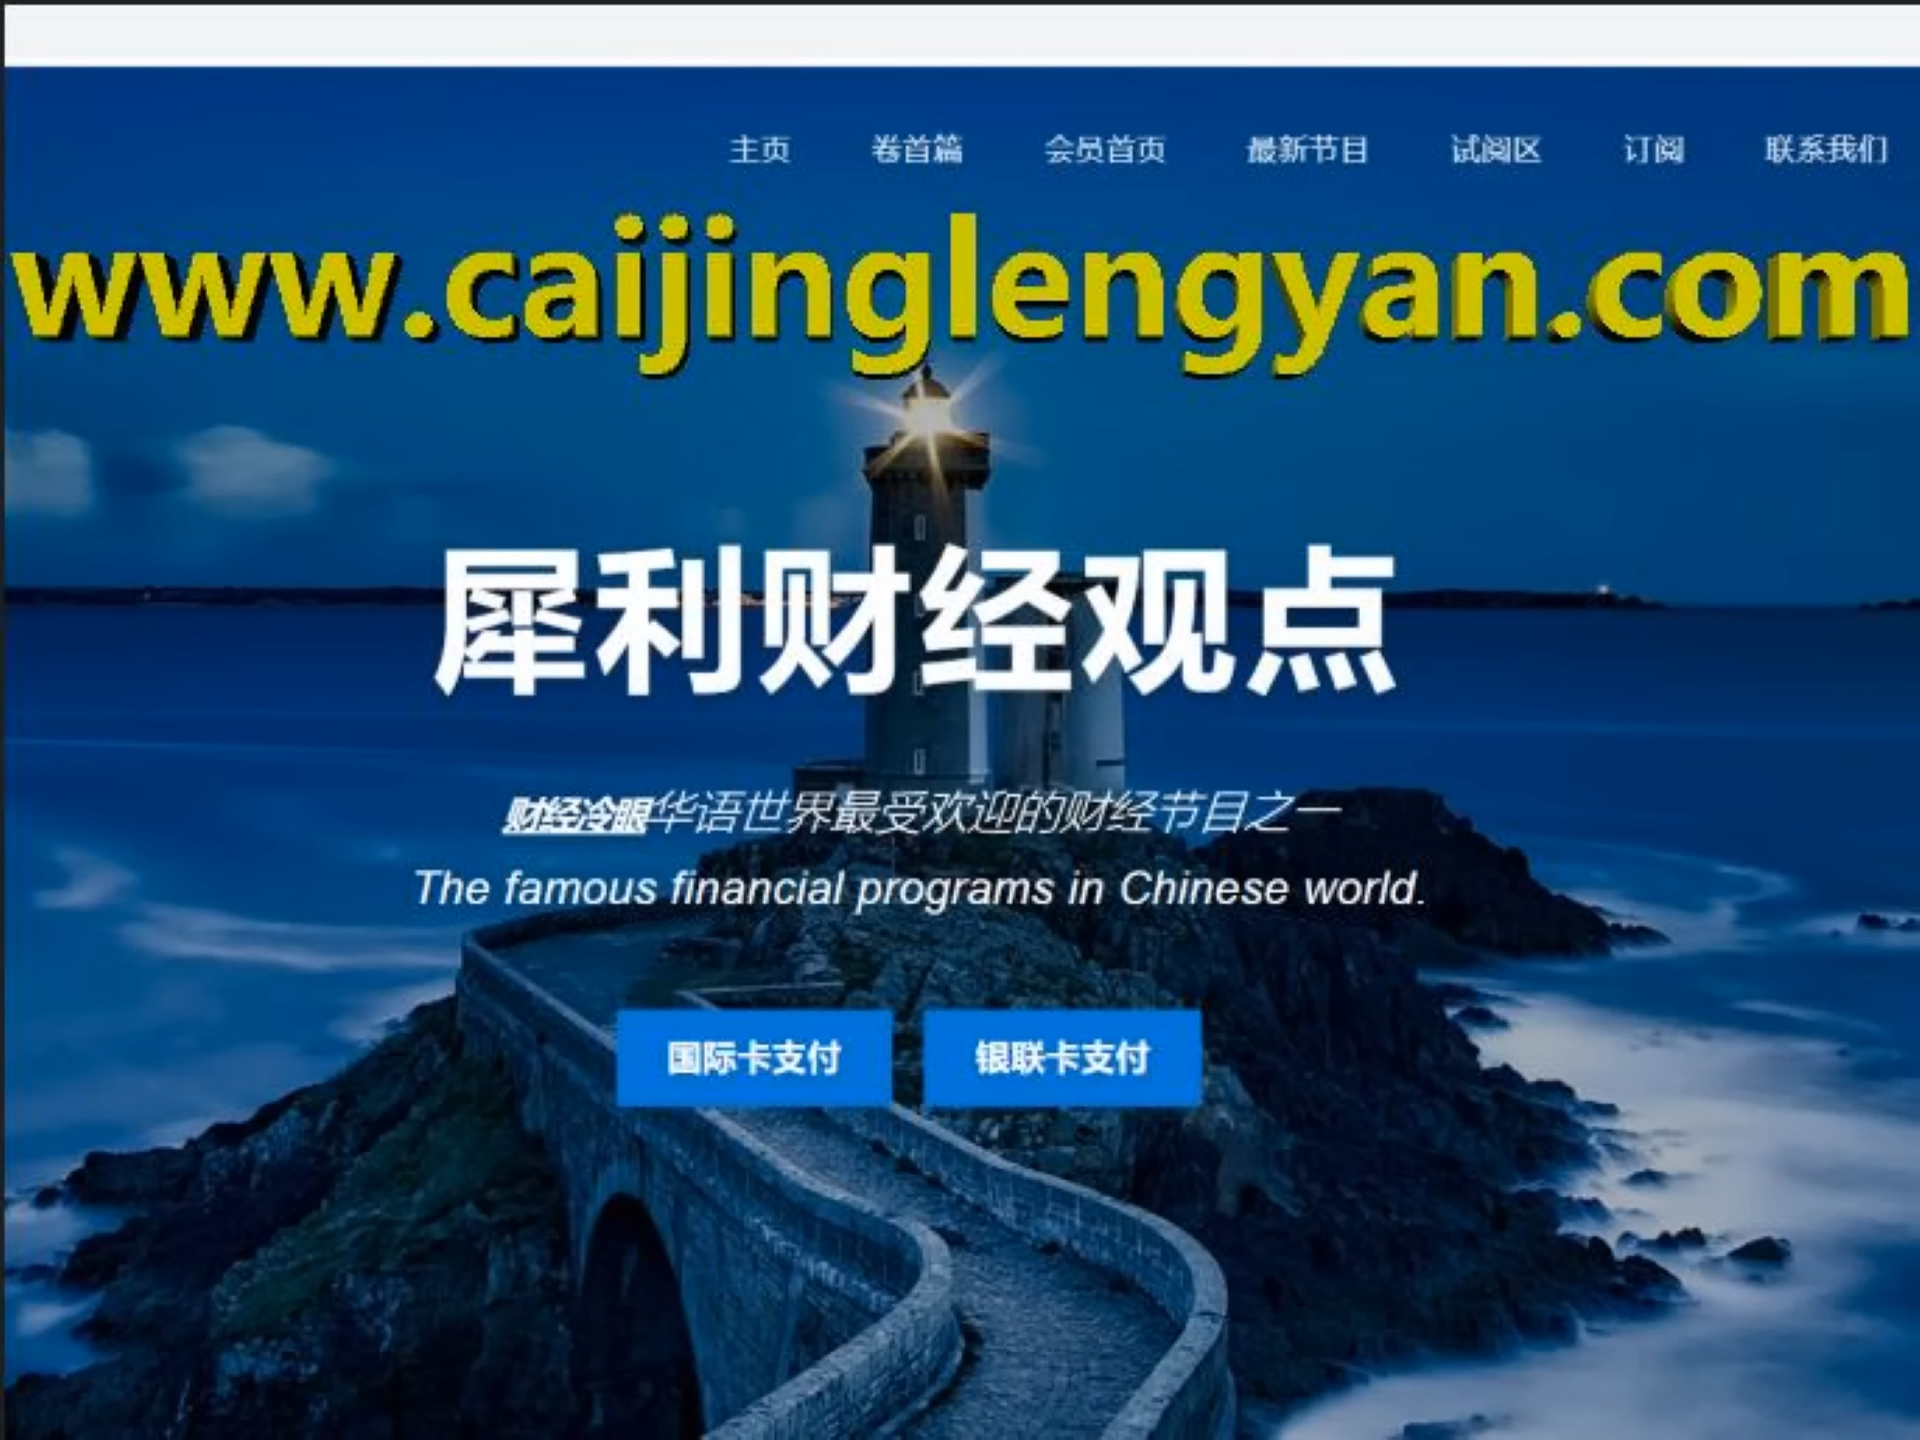 主页 卷首篇 会员首页 最新节目 试阅区 订阅 联系我们
www.caijinglengyan.com
犀利财经观点
财经冷眼华语世界最受欢迎的财经节目之一
The famous financial programs in Chinese world.
国际卡支付 银联卡支付